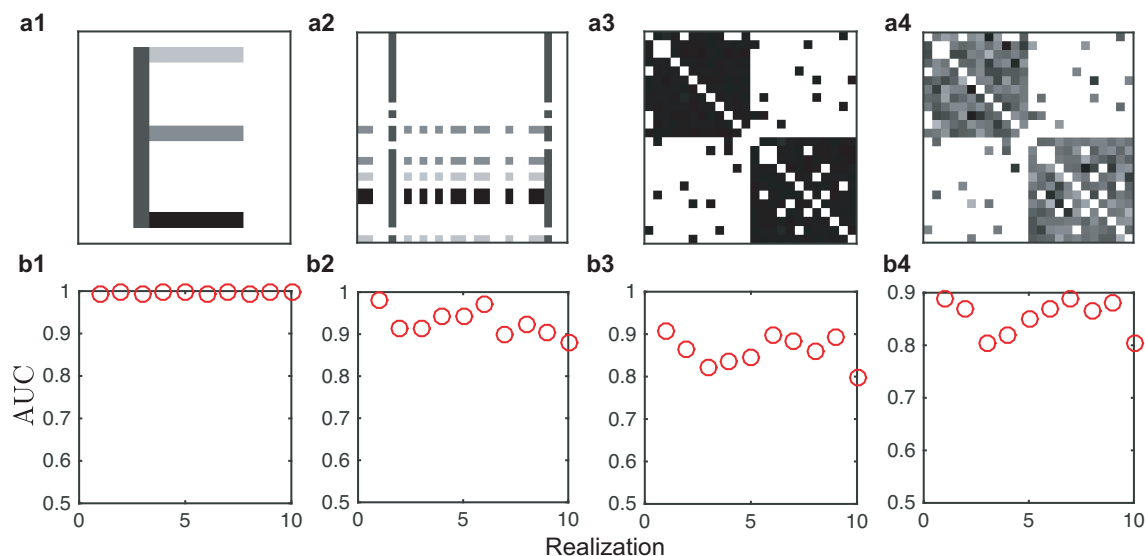 a1 a2 a3 a4
b1 b2 b3 b4
1 1 1 0.9
0.9 0.9 0.9 0.8
0.8 0.8 0.8 0.7
0.7 0.7 0.7
0.6 0.6 0.6 0.6
0.5 0.5 0.5 0.5
AUC
0 5 10 0 5 10 0 5 10 0 5 10
Realization